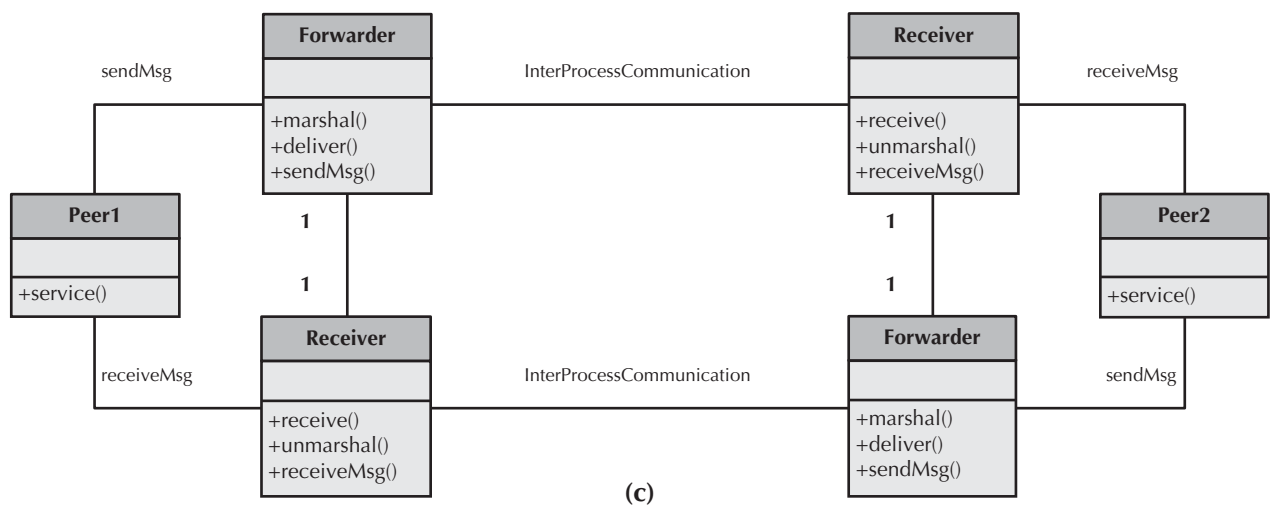 Forwarder
Receiver
sendMsg
InterProcessCommunication
receiveMsg
+marshal()
+deliver()
+sendMsg()
+receive()
+unmarshal()
+receiveMsg()
Peer1
1
1
Peer2
+service()
1
1
+service()
Receiver
Forwarder
receiveMsg
InterProcessCommunication
sendMsg
+receive()
+unmarshal()
+receiveMsg()
+marshal()
+deliver()
+sendMsg()
(c)